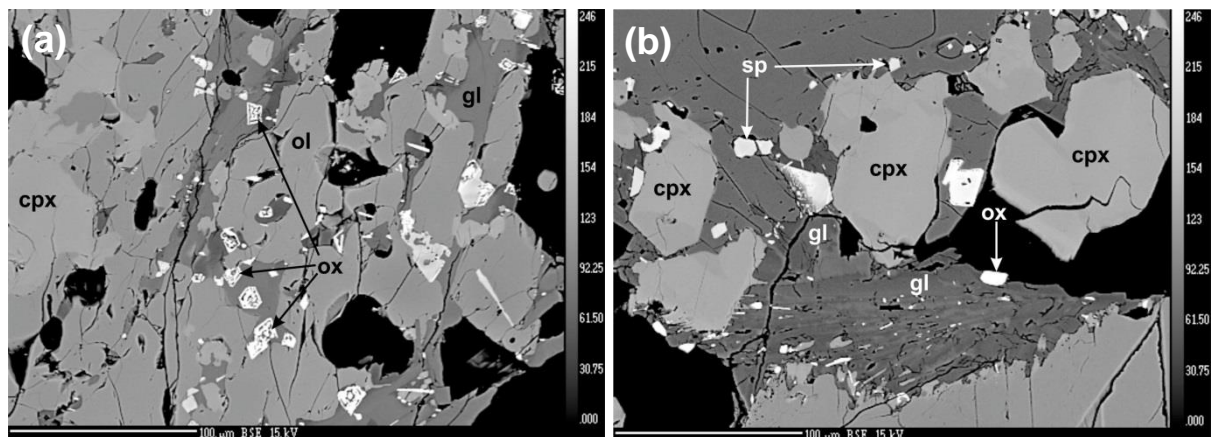 (a)
246
215
184
154
123
92.25
61.50
30.75
.000
gl
ol
cpx
ox
100 µm BSE 15 kV
(b)
246
215
184
154
123
92.25
61.50
30.75
.000
sp
cpx
cpx
cpx
ox
gl
gl
100 µm BSE 15 kV